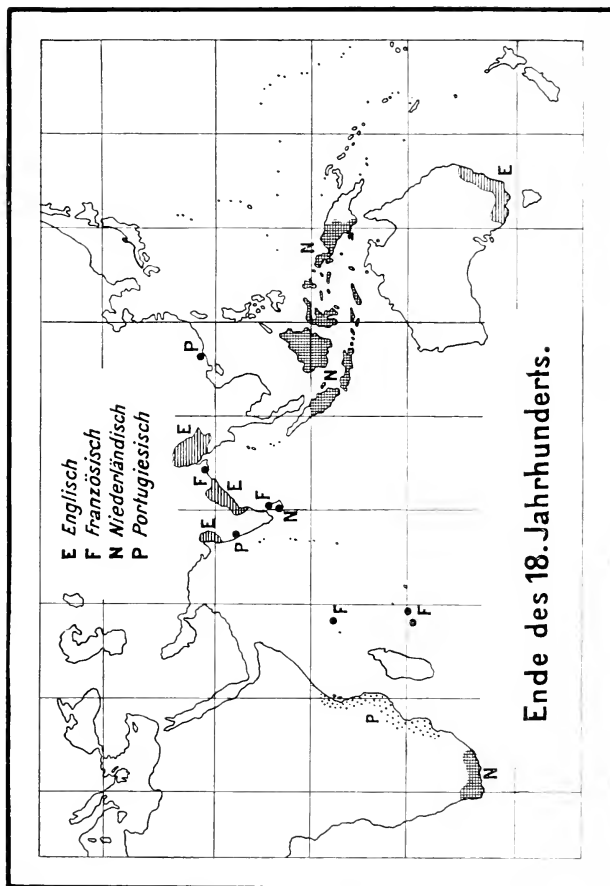 E Englisch
F Französisch
N Niederländisch
P Portugiesisch
P
E
F
E
E
P
F
N
N
N
E
F
F
P
N
Ende des 18. Jahrhunderts.